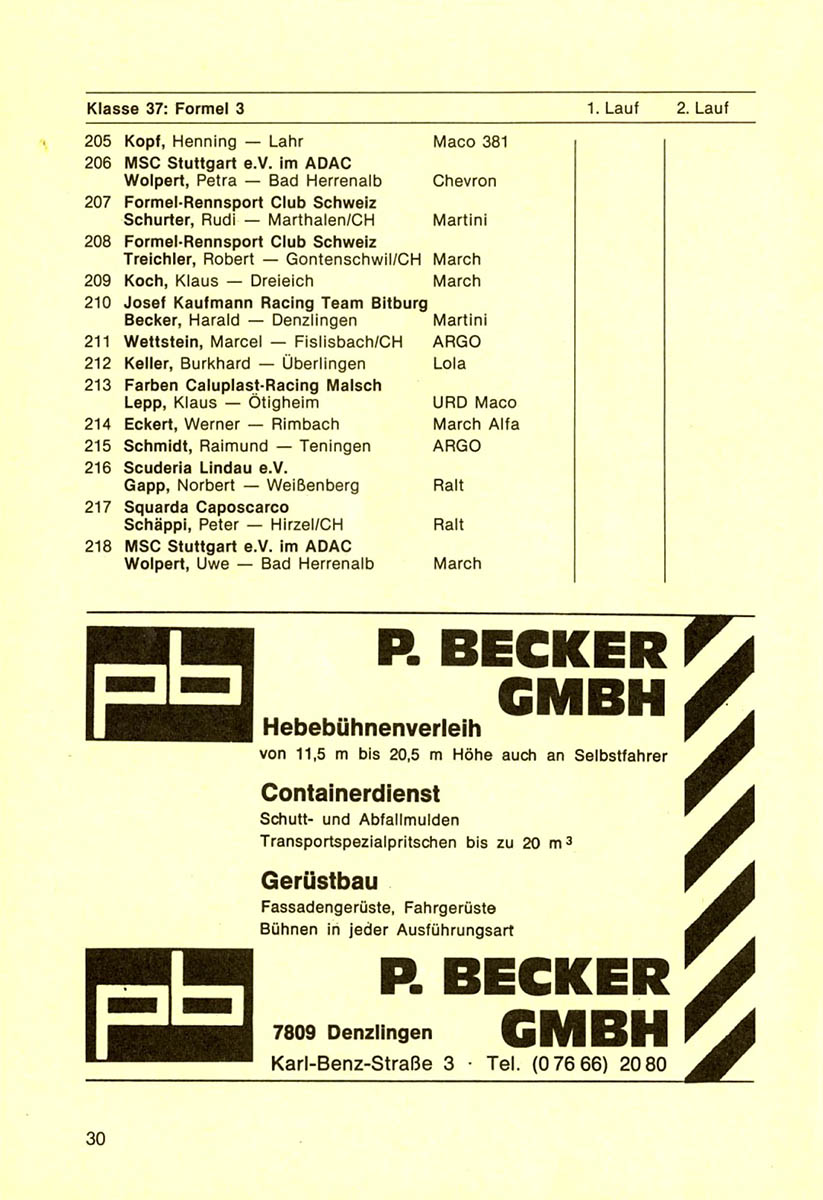 Klasse 37: Formel 3 1. Lauf 2. Lauf
205 Kopf, Henning — Lahr Maco 381
206 MSC Stuttgart e.V. im ADAC
Wolpert, Petra — Bad Herrenalb Chevron
207 Formel-Rennsport Club Schweiz
Schurter, Rudi — Marthalen/CH Martini
208 Formel-Rennsport Club Schweiz
Treichler, Robert — Gontenschwil/CH March
209 Koch, Klaus — Dreieich March
210 Josef Kaufmann Racing Team Bitburg
Becker, Harald — Denzlingen Martini
211 Wettstein, Marcel — Fislisbach/CH ARGO
212 Keller, Burkhard — Überlingen Lola
213 Farben Caluplast-Racing Malsch
Lepp, Klaus — Ötigheim URD Maco
214 Eckert, Werner — Rimbach March Alfa
215 Schmidt, Raimund — Teningen ARGO
216 Scuderia Lindau e.V.
Gapp, Norbert — Weißenberg Ralt
217 Squarda Caposcarco
Schäppi, Peter — Hirzel/CH Ralt
218 MSC Stuttgart e.V. im ADAC
Wolpert, Uwe — Bad Herrenalb March
pb
P. BECKER
GMBH
Hebebühnenverleih
von 11,5 m bis 20,5 m Höhe auch an Selbstfahrer
Containerdienst
Schutt- und Abfallmulden
Transportspezialpritschen bis zu 20 m³
Gerüstbau
Fassadengerüste, Fahrgerüste
Bühnen in jeder Ausführungsart
pb
P. BECKER
7809 Denzlingen GMBH
Karl-Benz-Straße 3 · Tel. (0 76 66) 20 80
30